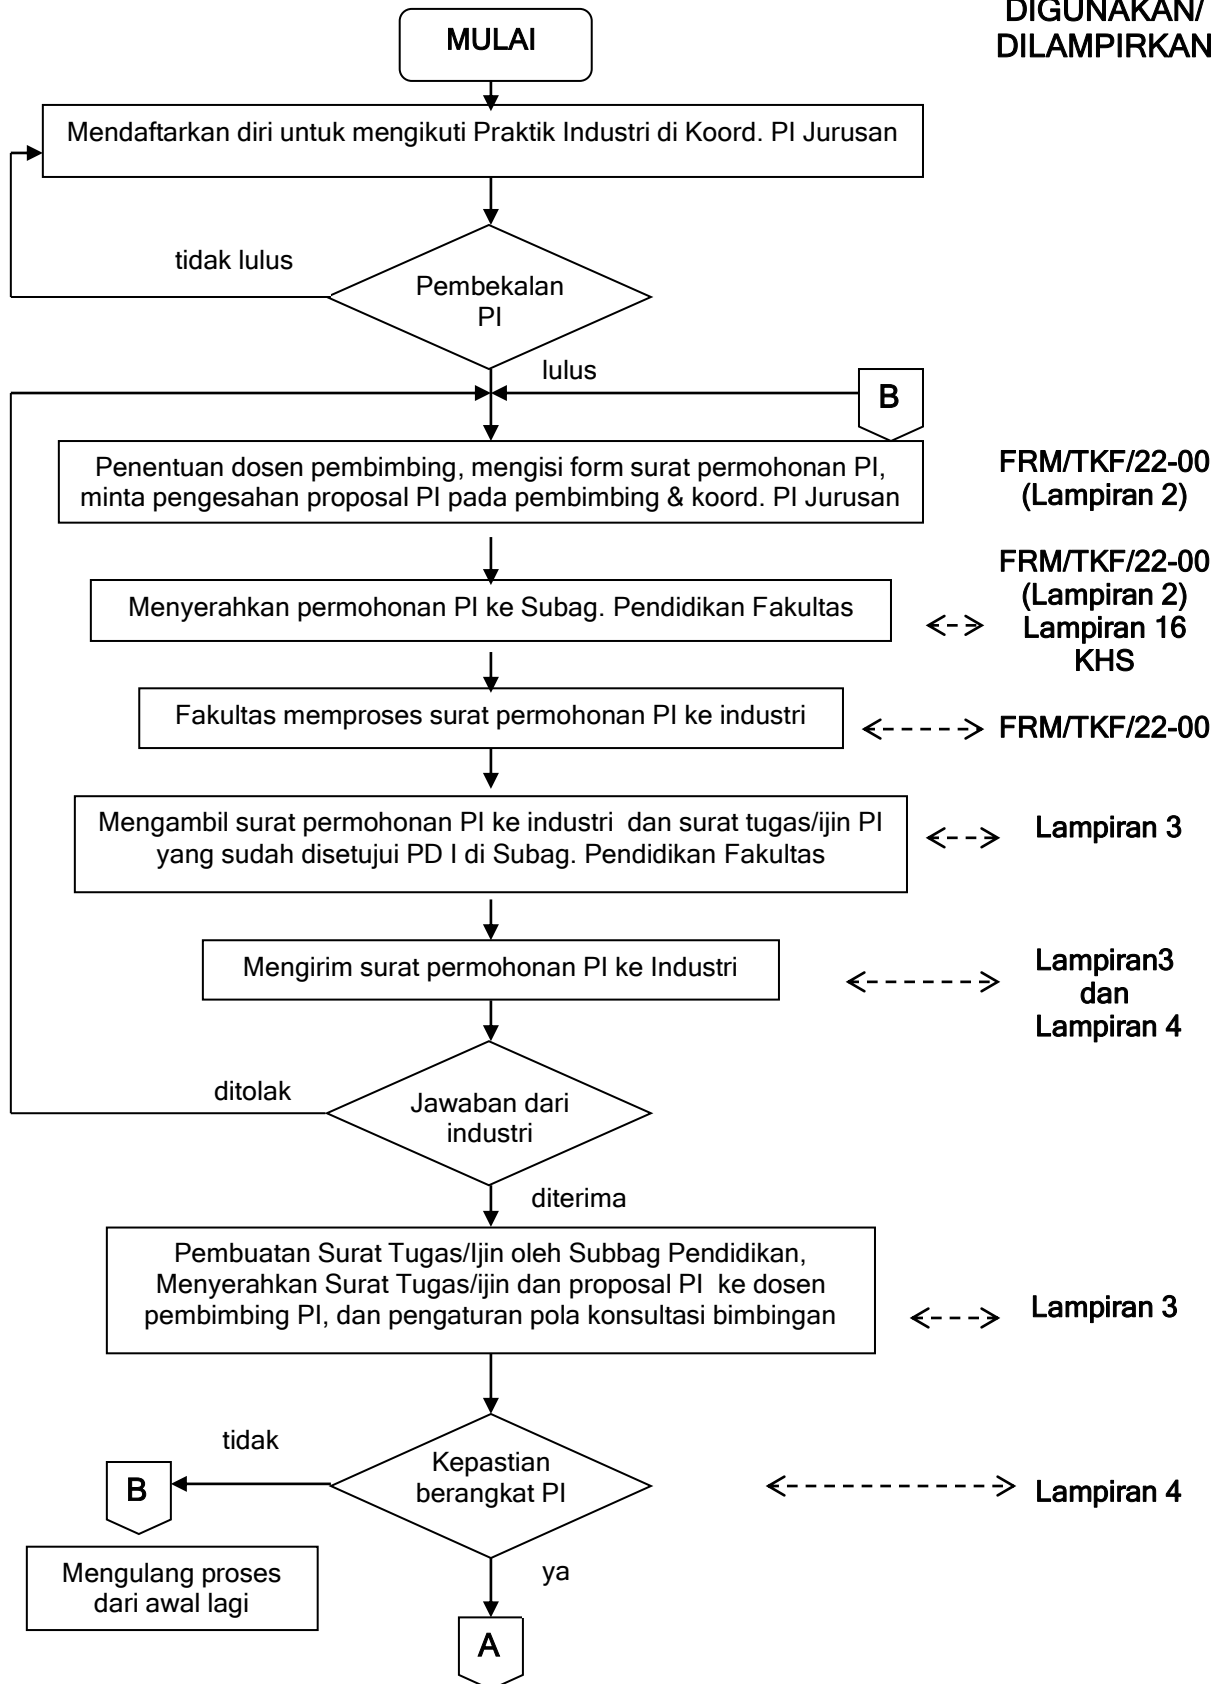 DIGUNAKAN/
DILAMPIRKAN
MULAI
Mendaftarkan diri untuk mengikuti Praktik Industri di Koord. PI Jurusan
tidak lulus
Pembekalan
PI
lulus
B
Penentuan dosen pembimbing, mengisi form surat permohonan PI,
minta pengesahan proposal PI pada pembimbing & koord. PI Jurusan
FRM/TKF/22-00
(Lampiran 2)
Menyerahkan permohonan PI ke Subag. Pendidikan Fakultas
FRM/TKF/22-00
(Lampiran 2)
Lampiran 16
KHS
Fakultas memproses surat permohonan PI ke industri
FRM/TKF/22-00
Mengambil surat permohonan PI ke industri dan surat tugas/ijin PI
yang sudah disetujui PD I di Subag. Pendidikan Fakultas
Lampiran 3
Mengirim surat permohonan PI ke Industri
Lampiran3
dan
Lampiran 4
ditolak
Jawaban dari
industri
diterima
Pembuatan Surat Tugas/Ijin oleh Subbag Pendidikan,
Menyerahkan Surat Tugas/ijin dan proposal PI ke dosen
pembimbing PI, dan pengaturan pola konsultasi bimbingan
Lampiran 3
tidak
Kepastian
berangkat PI
B
Lampiran 4
Mengulang proses
dari awal lagi
ya
A